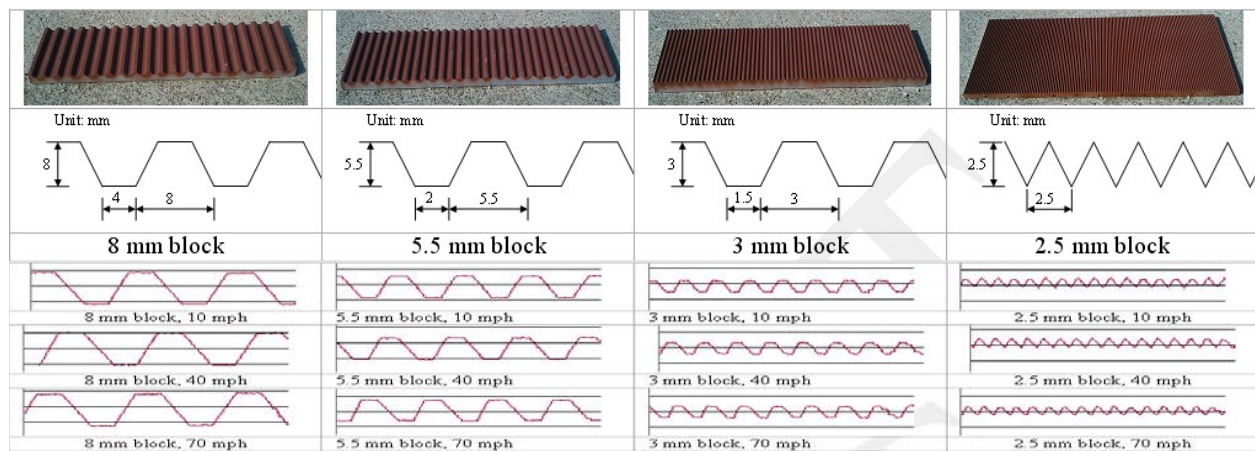 Unit: mm
8
4
8
8 mm block
Unit: mm
5.5
2
5.5
5.5 mm block
Unit: mm
3
1.5
3
3 mm block
Unit: mm
2.5
2.5
2.5 mm block
8 mm block, 10 mph
5.5 mm block, 10 mph
3 mm block, 10 mph
2.5 mm block, 10 mph
8 mm block, 40 mph
5.5 mm block, 40 mph
3 mm block, 40 mph
2.5 mm block, 40 mph
8 mm block, 70 mph
5.5 mm block, 70 mph
3 mm block, 70 mph
2.5 mm block, 70 mph